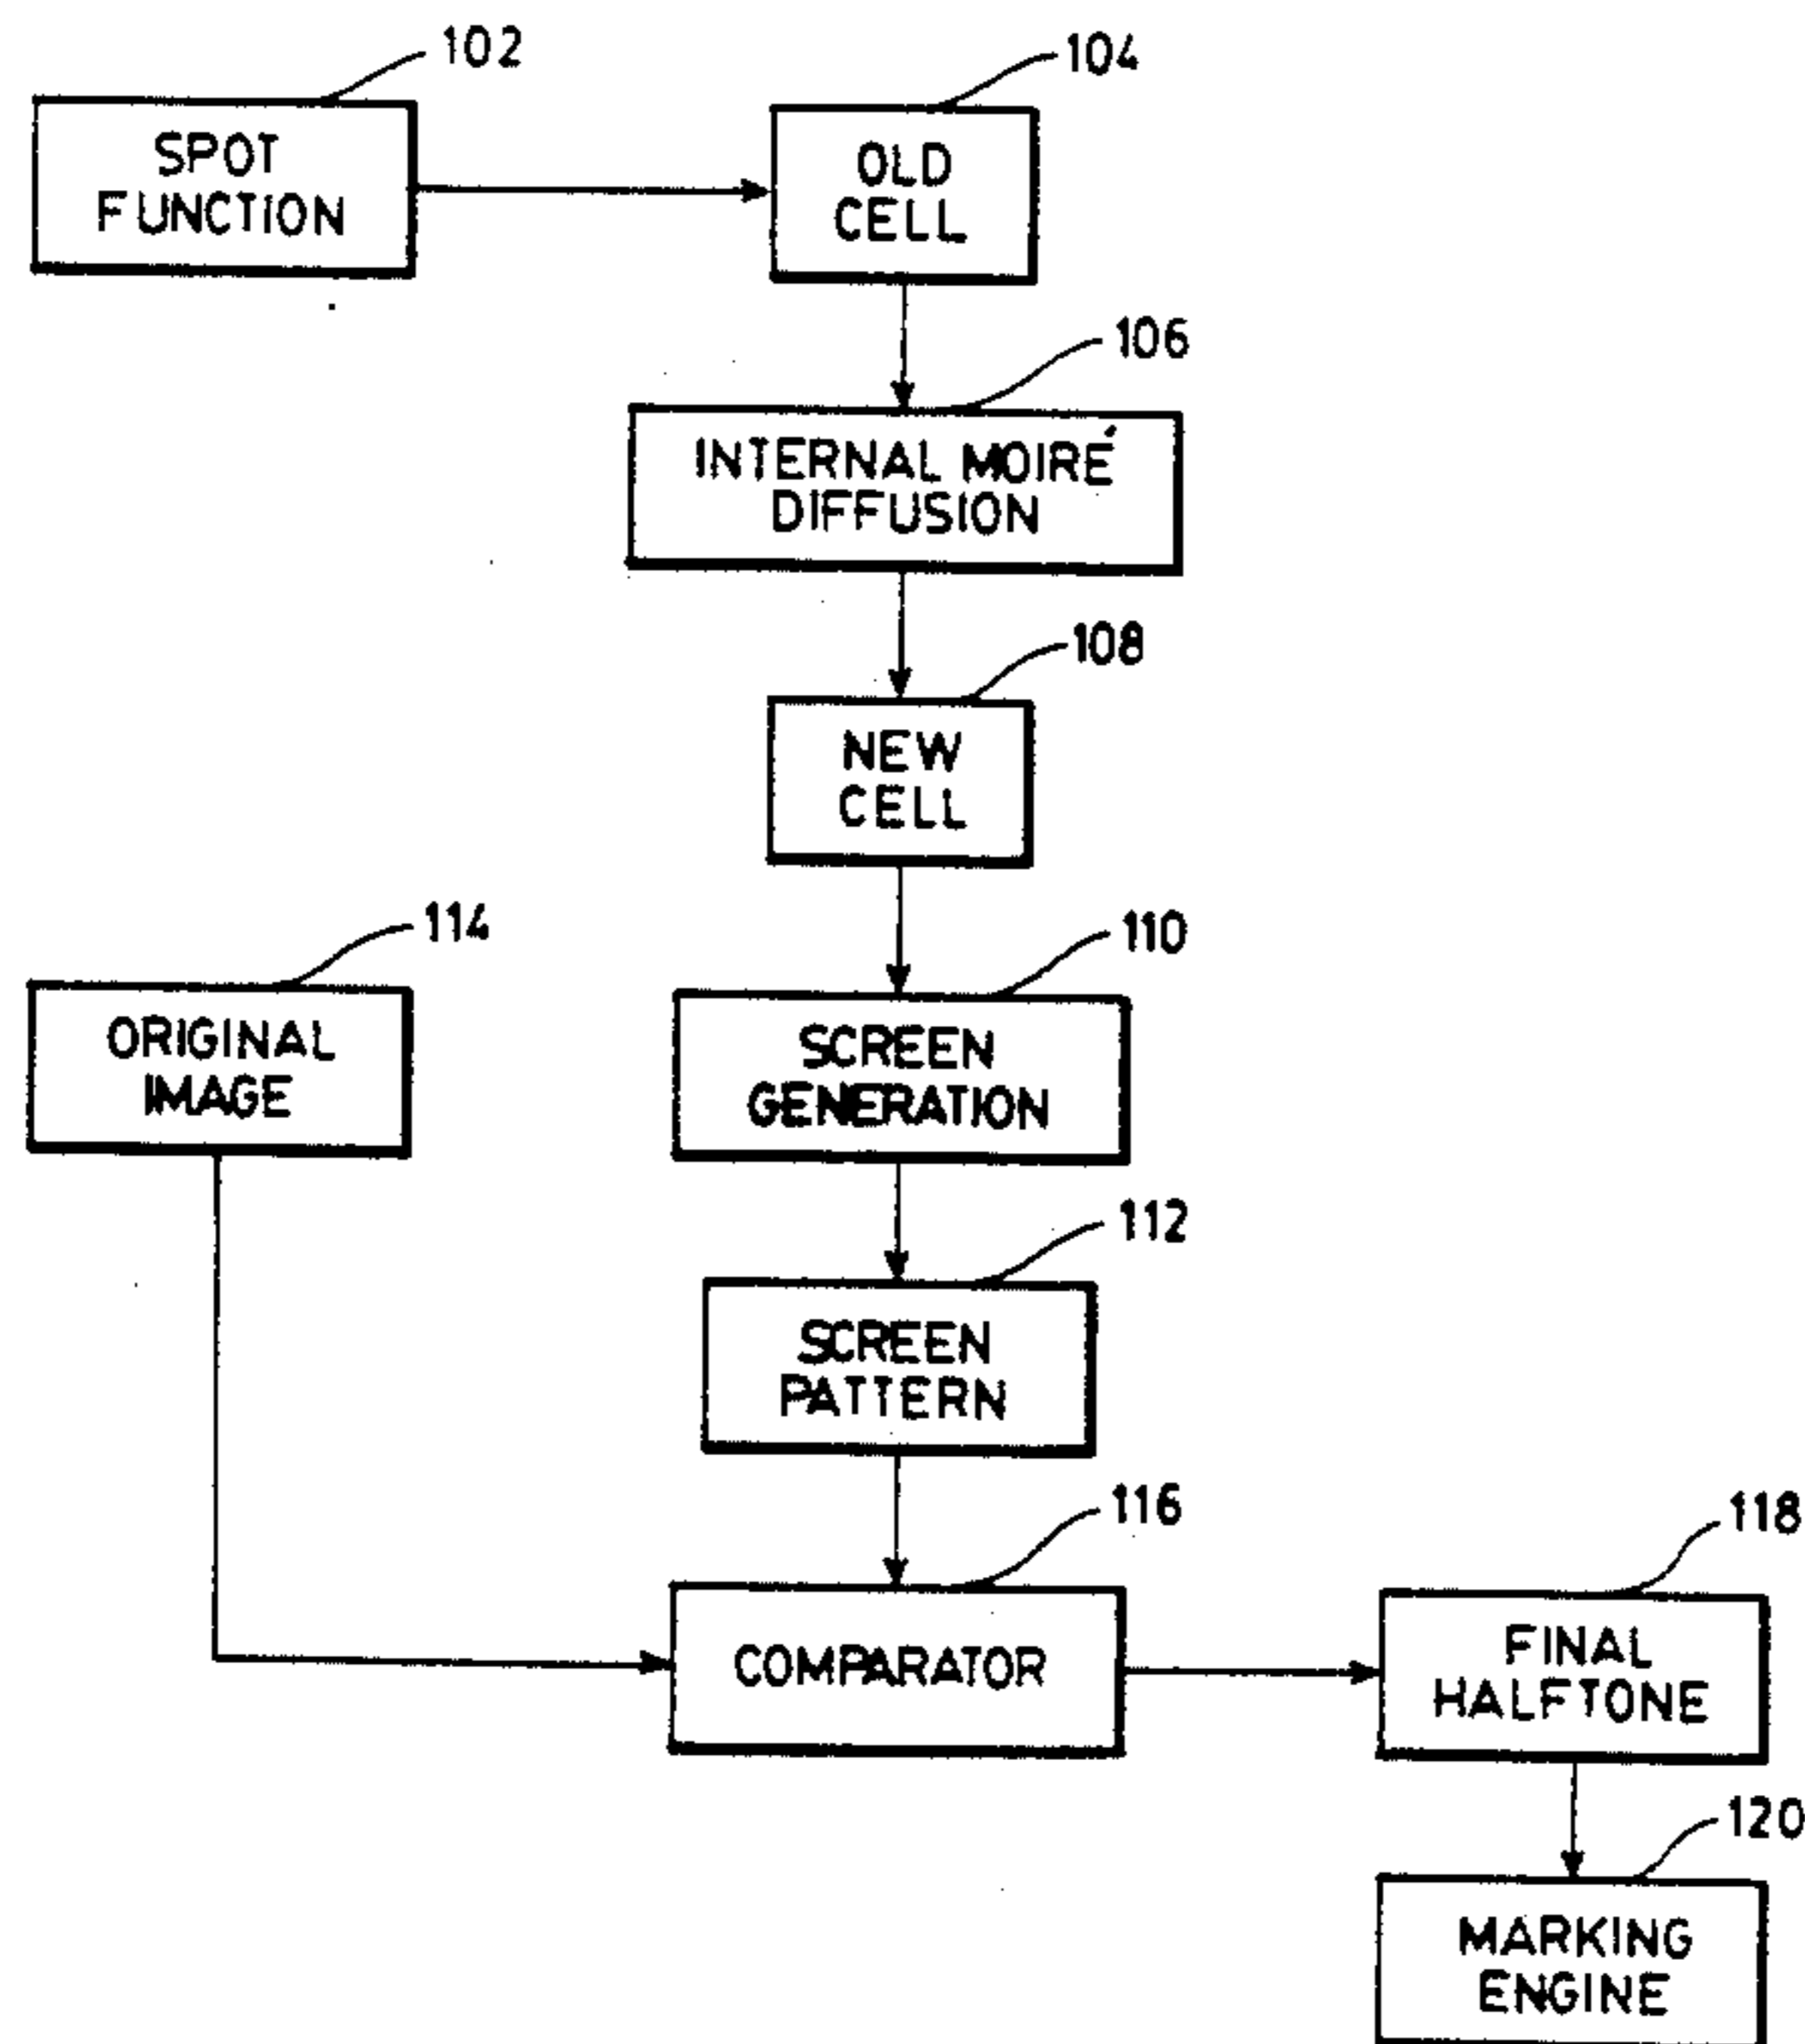 102
SPOT
FUNCTION
104
OLD
CELL
106
INTERNAL MOIRÉ
DIFFUSION
108
NEW
CELL
114
ORIGINAL
IMAGE
110
SCREEN
GENERATION
112
SCREEN
PATTERN
116
COMPARATOR
118
FINAL
HALFTONE
120
MARKING
ENGINE